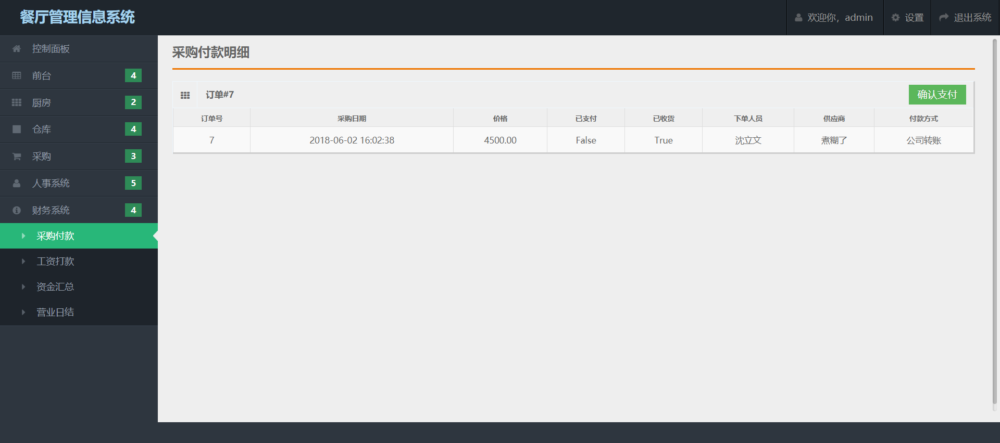 餐厅管理信息系统
欢迎你，admin
设置
退出系统
控制面板
前台 4
厨房 2
仓库 4
采购 3
人事系统 5
财务系统 4
采购付款
工资打款
资金汇总
营业日结
采购付款明细
订单#7
确认支付
订单号 采购日期 价格 已支付 已收货 下单人员 供应商 付款方式
7 2018-06-02 16:02:38 4500.00 False True 沈立文 煮糊了 公司转账